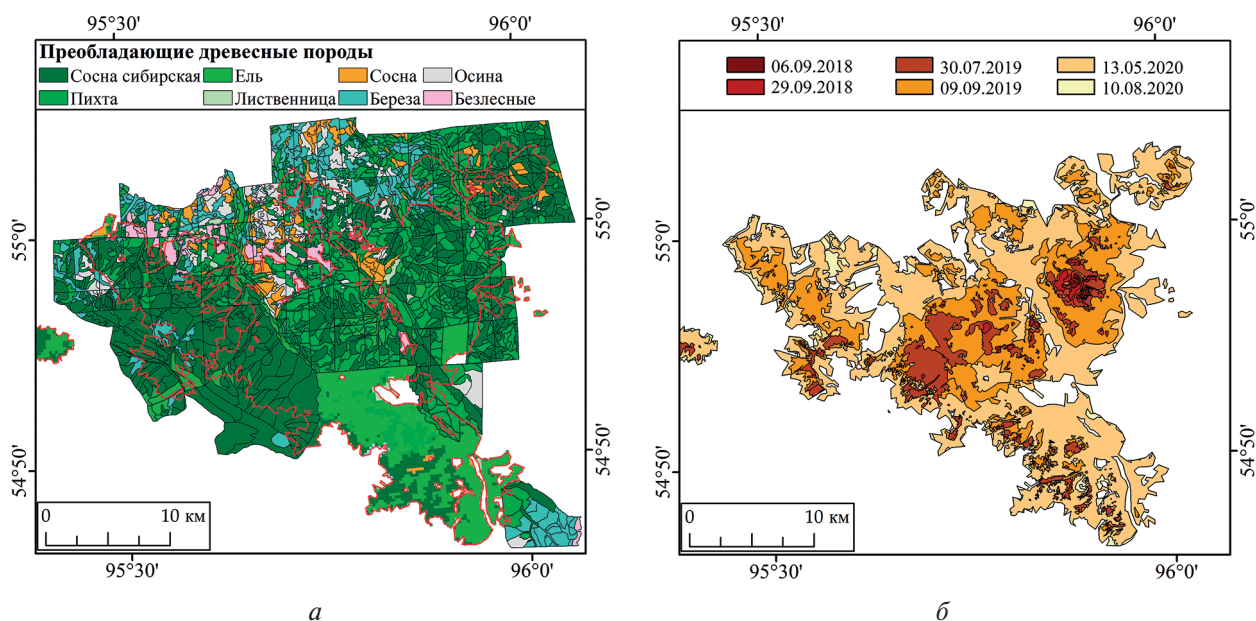 95°30' 96°0'
Преобладающие древесные породы
Сосна сибирская Ель Сосна Осина
Пихта Лиственница Береза Безлесные
55°0' 55°0'
54°50' 54°50'
0 10 км
95°30' 96°0'
а
95°30' 96°0'
06.09.2018 30.07.2019 13.05.2020
29.09.2018 09.09.2019 10.08.2020
55°0' 55°0'
54°50' 54°50'
0 10 км
95°30' 96°0'
б